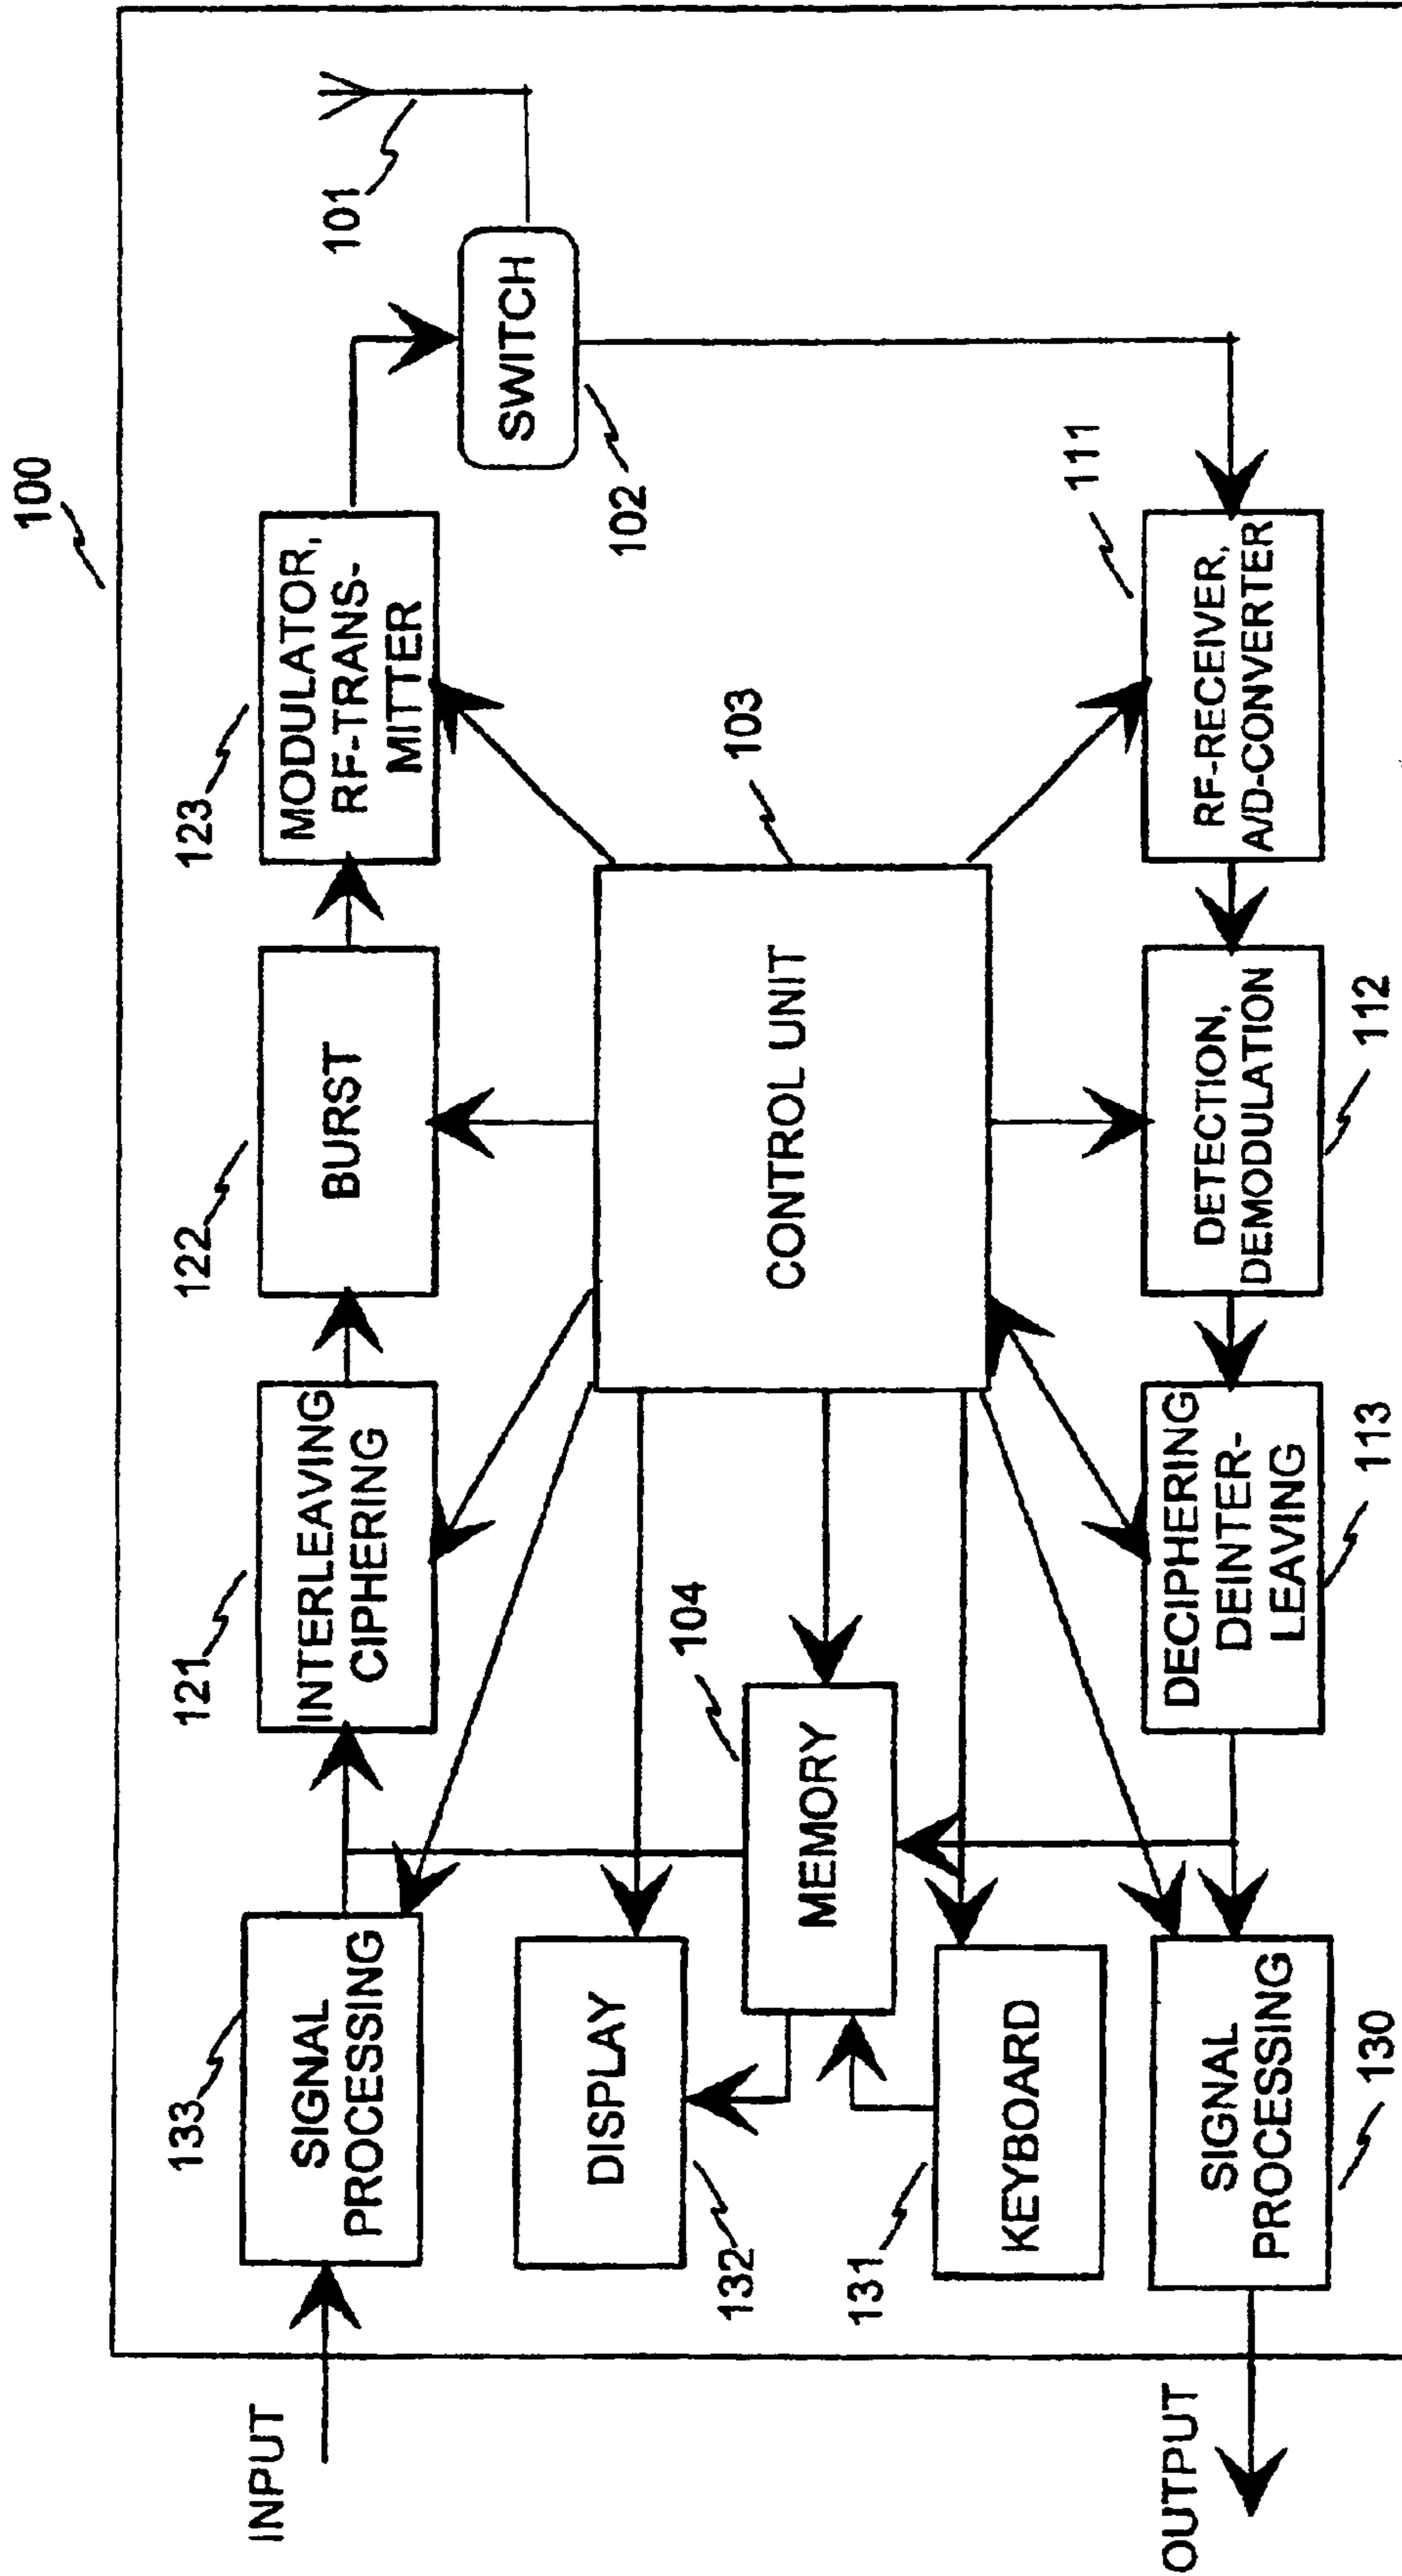 100
INPUT
133
SIGNAL
PROCESSING
121
INTERLEAVING
CIPHERING
122
BURST
123
MODULATOR,
RF-TRANS-
MITTER
101
SWITCH
102
132
DISPLAY
104
MEMORY
131
KEYBOARD
103
CONTROL UNIT
OUTPUT
SIGNAL
PROCESSING
130
DECIPHERING
DEINTER-
LEAVING
113
DETECTION,
DEMODULATION
112
RF-RECEIVER,
A/D-CONVERTER
111